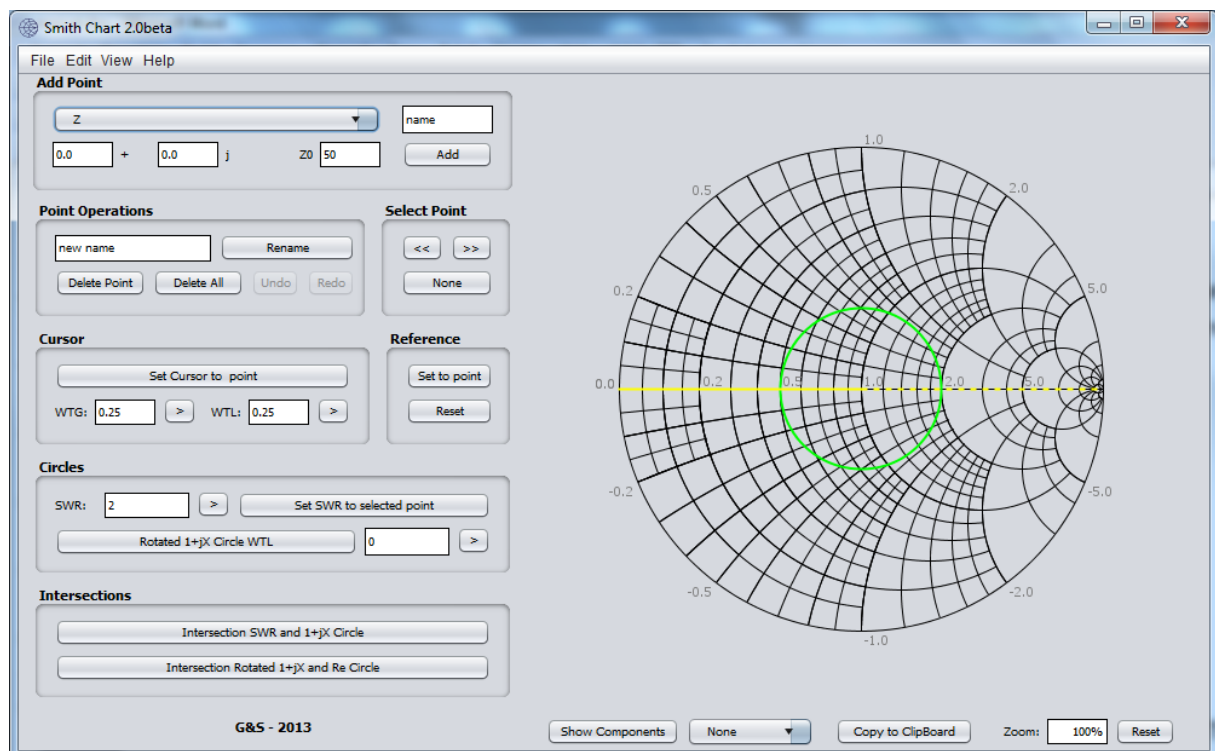 Smith Chart 2.0beta
File Edit View Help
Add Point
Z
name
0.0 + 0.0 j Z0 50 Add
Point Operations
new name Rename
Delete Point Delete All Undo Redo
Select Point
<< >>
None
Cursor
Set Cursor to point
WTG: 0.25 > WTL: 0.25 >
Reference
Set to point
Reset
Circles
SWR: 2 > Set SWR to selected point
Rotated 1+jX Circle WTL 0 >
Intersections
Intersection SWR and 1+jX Circle
Intersection Rotated 1+jX and Re Circle
G&S - 2013
1.0
0.5 2.0
0.2 5.0
0.0 0.2 0.5 1.0 2.0 5.0
-0.2 -5.0
-0.5 -2.0
-1.0
Show Components None Copy to ClipBoard Zoom: 100% Reset